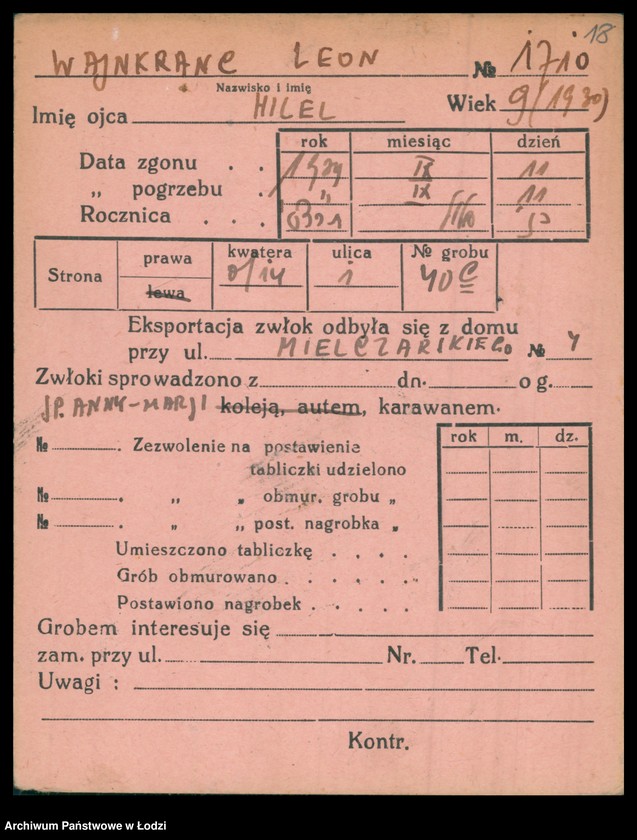 18
WAJNKRANC LEON № 1710
Nazwisko i imię
Imię ojca HILEL Wiek 9 (1930)
rok miesiąc dzień
Data zgonu . . 1939 IX 11
„ pogrzebu . „ IX 11
Rocznica . . .
Strona prawa lewa kwatera 0/14 ulica 1 № grobu 40 C
Eksportacja zwłok odbyła się z domu
przy ul. MIELCZARSKIEGO № 4
Zwłoki sprowadzono z dn. o g.
SP. ANNY-MARJI koleją, autem, karawanem.
rok m. dz.
№ . Zezwolenie na postawienie
tabliczki udzielono
№ . „ „ obmur. grobu „
№ . „ „ post. nagrobka „
Umieszczono tabliczkę . . . .
Grób obmurowano . . . . .
Postawiono nagrobek . . . . .
Grobem interesuje się
zam. przy ul. Nr. Tel.
Uwagi :
Kontr.
Archiwum Państwowe w Łodzi